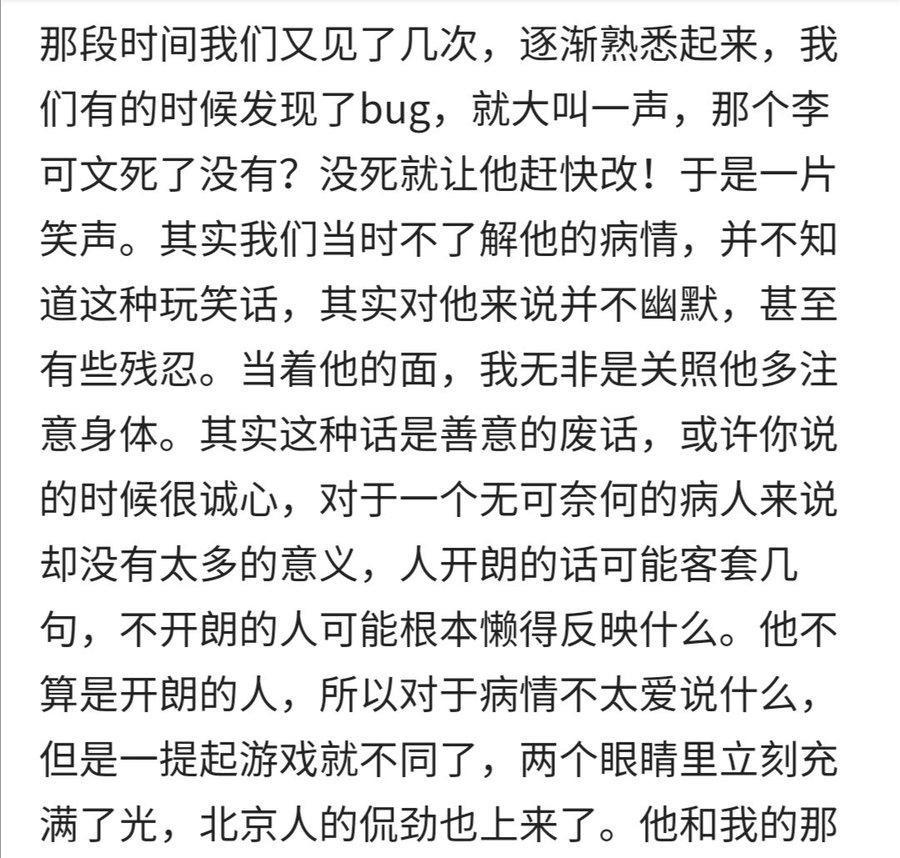 那段时间我们又见了几次，逐渐熟悉起来，我
们有的时候发现了bug，就大叫一声，那个李
可文死了没有？没死就让他赶快改！于是一片
笑声。其实我们当时不了解他的病情，并不知
道这种玩笑话，其实对他来说并不幽默，甚至
有些残忍。当着他的面，我无非是关照他多注
意身体。其实这种话是善意的废话，或许你说
的时候很诚心，对于一个无可奈何的病人来说
却没有太多的意义，人开朗的话可能客套几
句，不开朗的人可能根本懒得反映什么。他不
算是开朗的人，所以对于病情不太爱说什么，
但是一提起游戏就不同了，两个眼睛里立刻充
满了光，北京人的侃劲也上来了。他和我的那